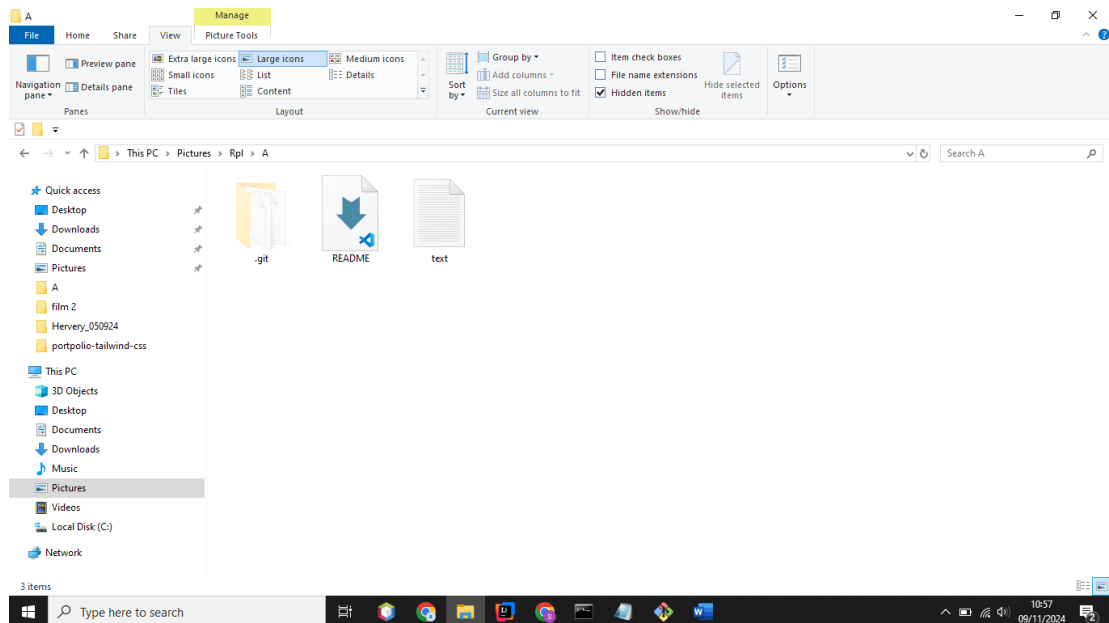 A
Manage
File Home Share View Picture Tools
Navigation pane
Preview pane
Details pane
Panes
Extra large icons Large icons Medium icons
Small icons List Details
Tiles Content
Layout
Sort by
Group by
Add columns
Size all columns to fit
Current view
Item check boxes
File name extensions
Hidden items
Hide selected items
Show/hide
Options
This PC > Pictures > Rpl > A
Search A
Quick access
Desktop
Downloads
Documents
Pictures
A
film 2
Hervery_050924
portpolio-tailwind-css
This PC
3D Objects
Desktop
Documents
Downloads
Music
Pictures
Videos
Local Disk (C:)
Network
.git README text
3 items
Type here to search
10:57
09/11/2024
2